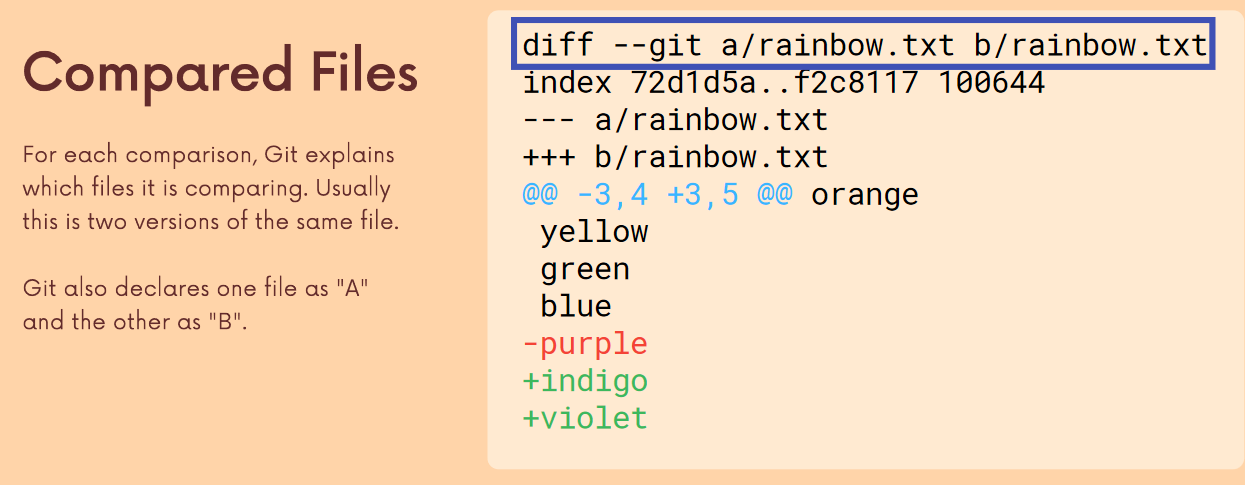 Compared Files
For each comparison, Git explains
which files it is comparing. Usually
this is two versions of the same file.
Git also declares one file as "A"
and the other as "B".
diff --git a/rainbow.txt b/rainbow.txt
index 72d1d5a..f2c8117 100644
--- a/rainbow.txt
+++ b/rainbow.txt
@@ -3,4 +3,5 @@ orange
 yellow
 green
 blue
-purple
+indigo
+violet